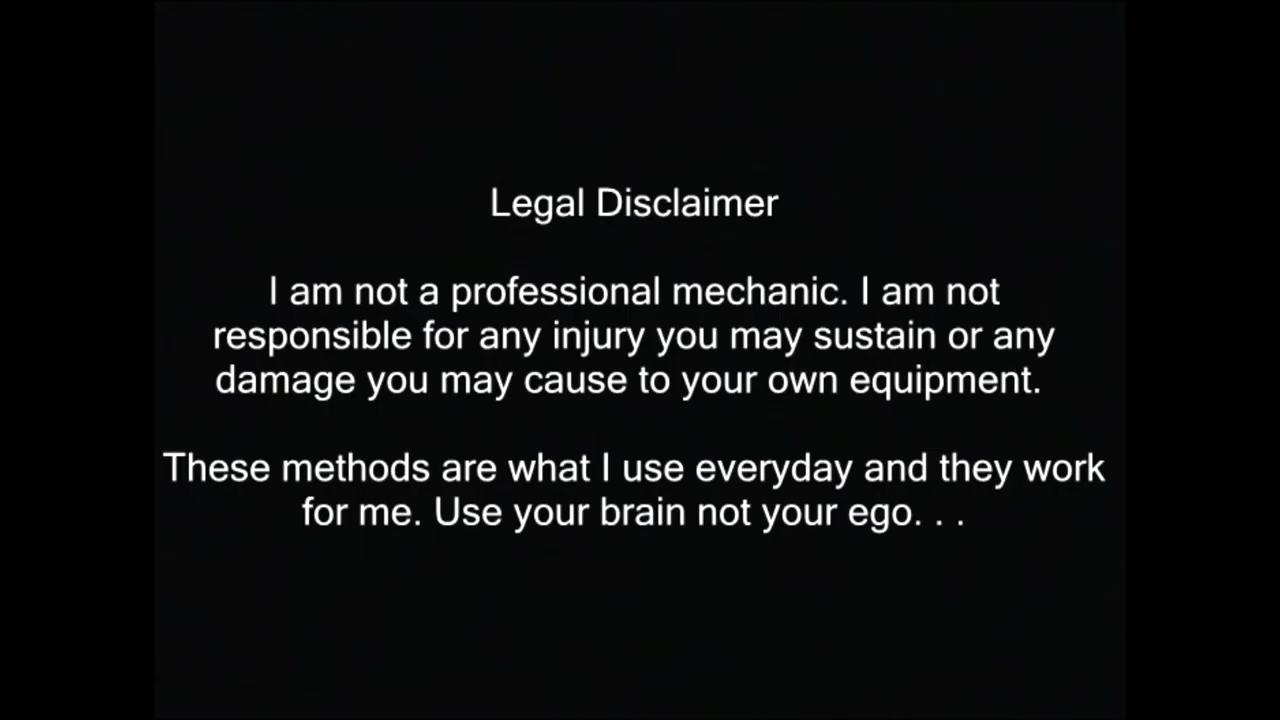 Legal Disclaimer
I am not a professional mechanic. I am not
responsible for any injury you may sustain or any
damage you may cause to your own equipment.
These methods are what I use everyday and they work
for me. Use your brain not your ego. . .